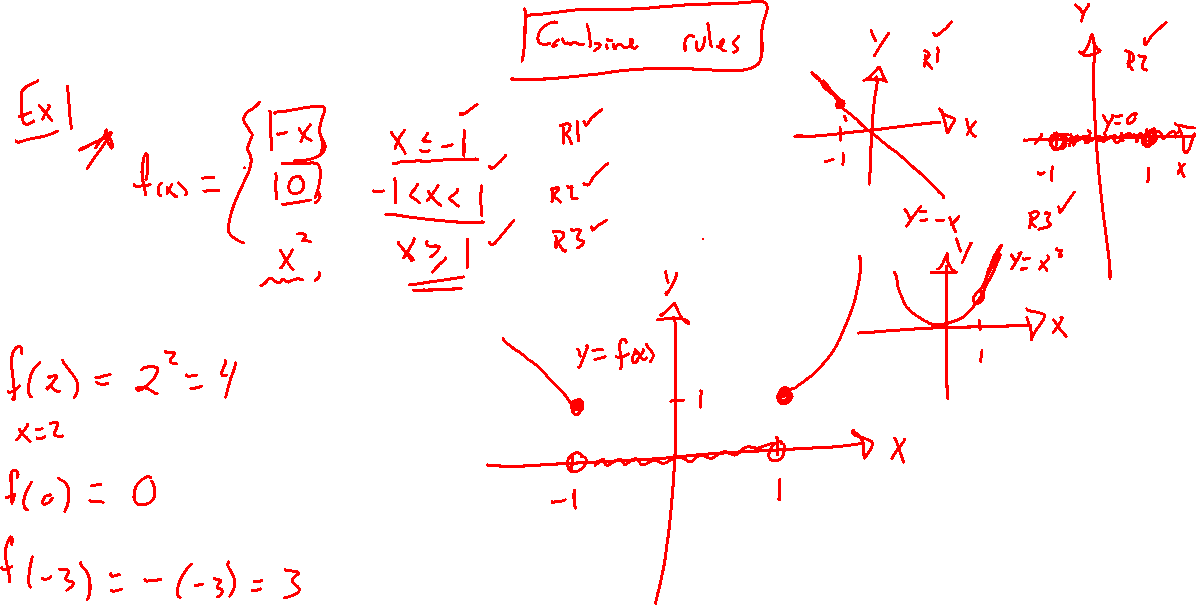 Combine rules
Ex 1
f(x) = { -x, x ≤ -1 R1
0, -1 < x < 1 R2
x², x ≥ 1 R3
y R1
x
-1
y = -x
y R2
y=0
-1 1 x
R3
y y = x²
x
1
y
y = f(x)
1
x
-1 1
f(2) = 2² = 4
x=2
f(0) = 0
f(-3) = -(-3) = 3